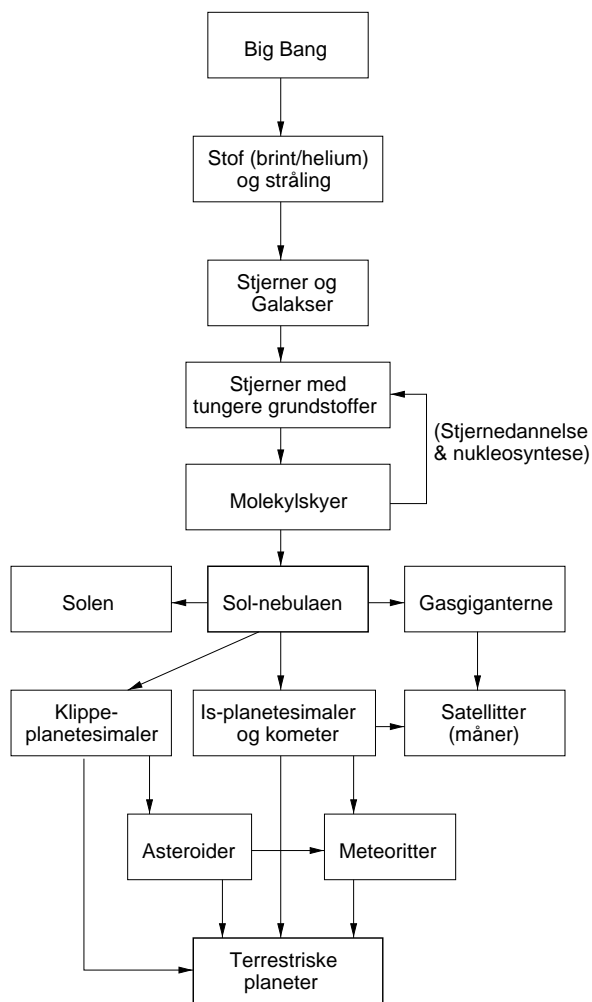 Big Bang
Stof (brint/helium)
og stråling
Stjerner og
Galakser
Stjerner med
tungere grundstoffer
(Stjernedannelse
& nukleosyntese)
Molekylskyer
Solen
Sol-nebulaen
Gasgiganterne
Klippe-
planetesimaler
Is-planetesimaler
og kometer
Satellitter
(måner)
Asteroider
Meteoritter
Terrestriske
planeter